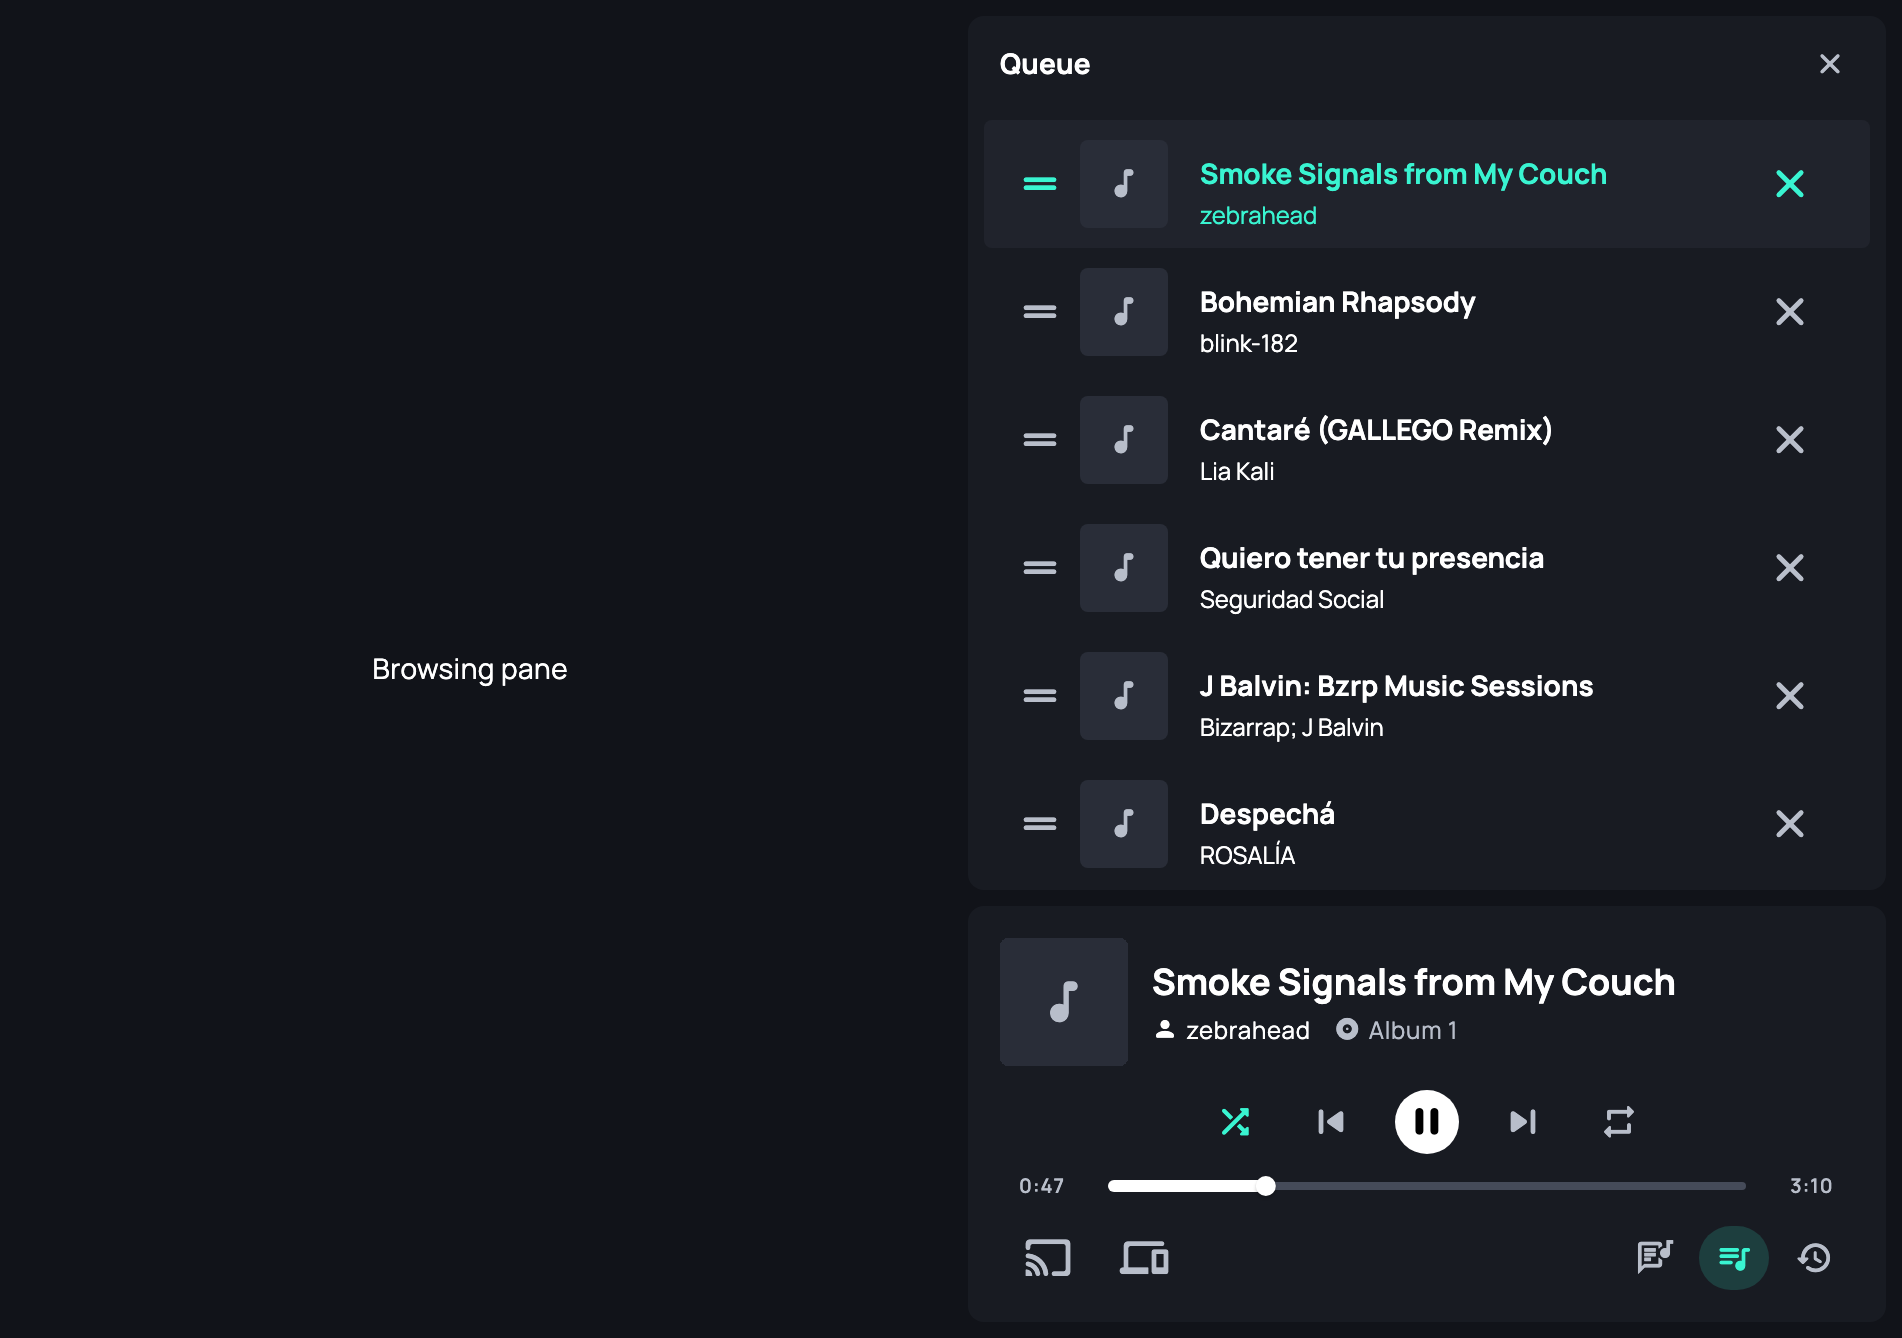 Browsing pane
Queue
Smoke Signals from My Couch
zebrahead
Bohemian Rhapsody
blink-182
Cantaré (GALLEGO Remix)
Lia Kali
Quiero tener tu presencia
Seguridad Social
J Balvin: Bzrp Music Sessions
Bizarrap; J Balvin
Despechá
ROSALÍA
Smoke Signals from My Couch
zebrahead Album 1
0:47 3:10